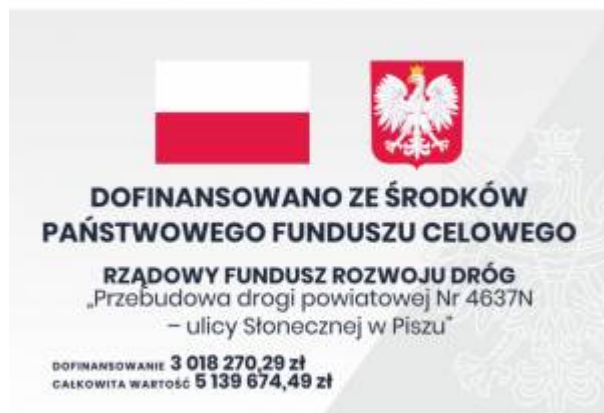 DOFINANSOWANO ZE ŚRODKÓW
PAŃSTWOWEGO FUNDUSZU CELOWEGO
RZĄDOWY FUNDUSZ ROZWOJU DRÓG
„Przebudowa drogi powiatowej Nr 4637N
– ulicy Słonecznej w Piszu"
DOFINANSOWANIE 3 018 270,29 zł
CAŁKOWITA WARTOŚĆ 5 139 674,49 zł